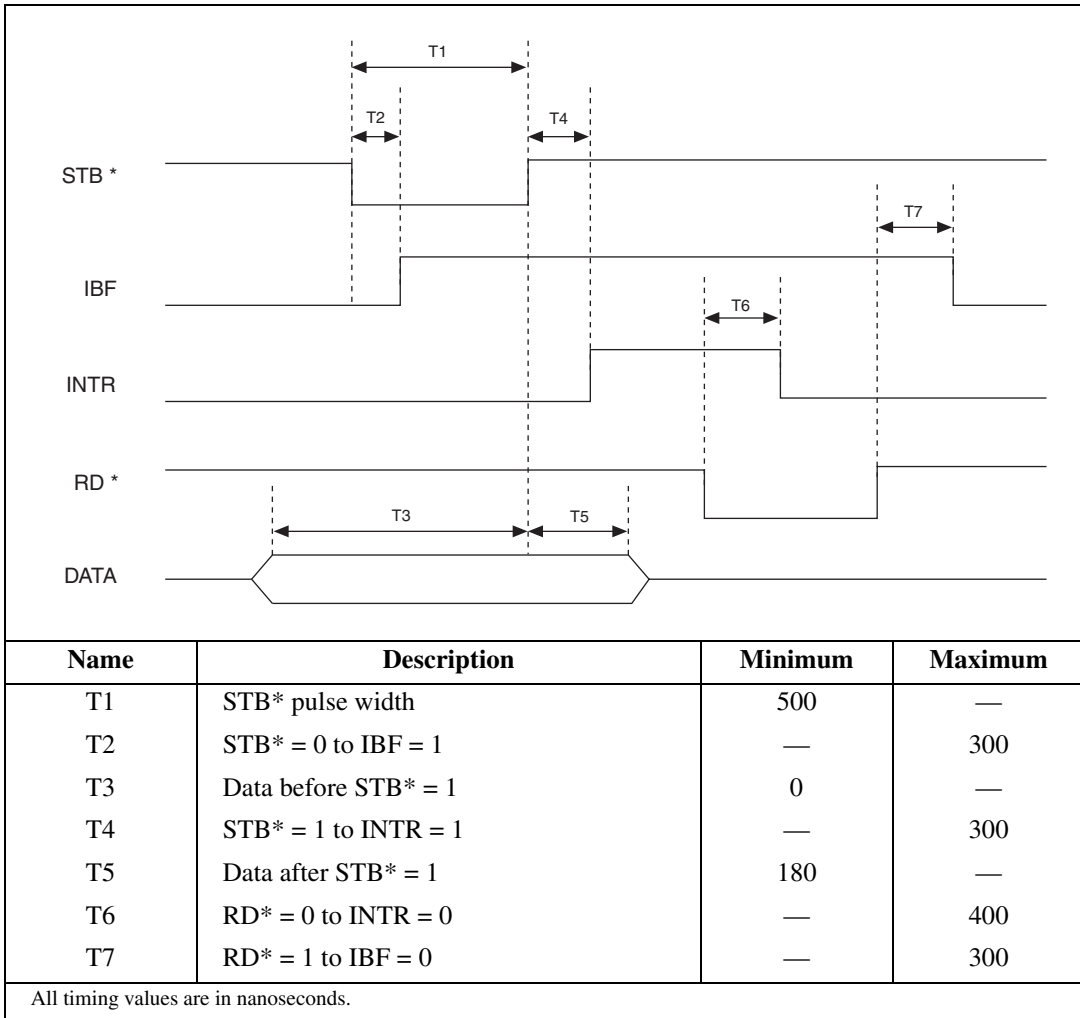 T1
T2 T4
STB *
T7
IBF
T6
INTR
RD *
T3 T5
DATA
Name Description Minimum Maximum
T1 STB* pulse width 500 —
T2 STB* = 0 to IBF = 1 — 300
T3 Data before STB* = 1 0 —
T4 STB* = 1 to INTR = 1 — 300
T5 Data after STB* = 1 180 —
T6 RD* = 0 to INTR = 0 — 400
T7 RD* = 1 to IBF = 0 — 300
All timing values are in nanoseconds.